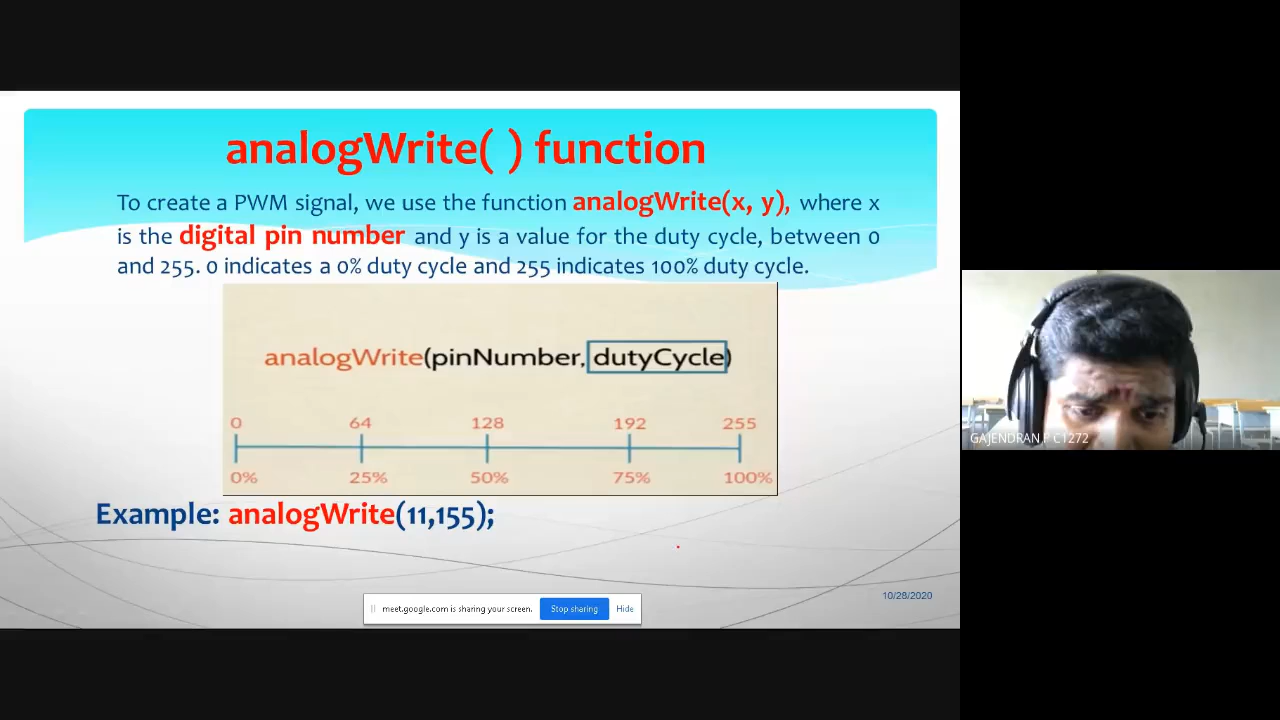 analogWrite( ) function
To create a PWM signal, we use the function analogWrite(x, y), where x
is the digital pin number and y is a value for the duty cycle, between 0
and 255. 0 indicates a 0% duty cycle and 255 indicates 100% duty cycle.
analogWrite(pinNumber, dutyCycle)
0 64 128 192 255
0% 25% 50% 75% 100%
Example: analogWrite(11,155);
10/28/2020
meet.google.com is sharing your screen. Stop sharing Hide
GAJENDRAN P C1272